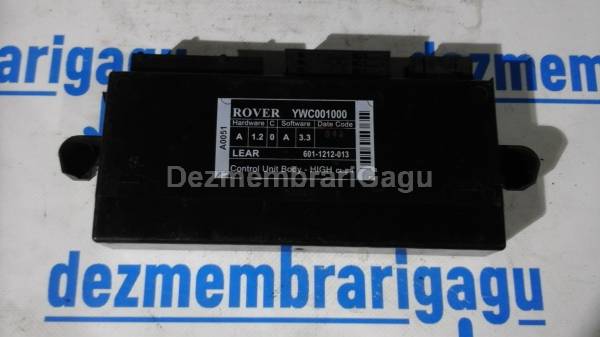 dezmembrarigagu
dezmembrarigagu
ROVER YWC001000
Hardware C Software Date Code
A 1.2 0 A 3.3
LEAR 601-1212-013
Control Unit Body - HIGH
A0051
DezmembrariGagu
dezmembrarigagu